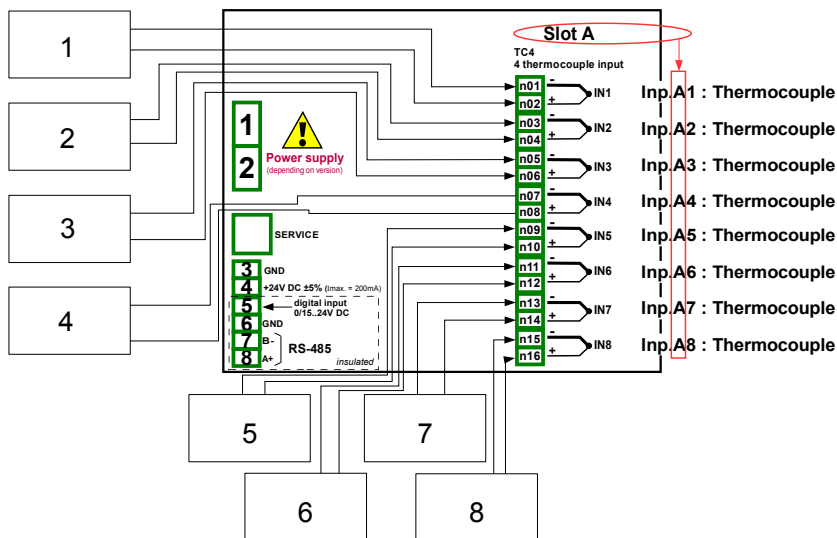 Slot A
TC4
4 thermocouple input
1
2
3
4
1
2
Power supply
(depending on version)
SERVICE
3 GND
4 +24V DC ±5% (Imax. = 200mA)
5 digital input
0/15..24V DC
6 GND
7 B-
8 A+
RS-485
insulated
n01 -
n02 +
IN1
Inp.A1 : Thermocouple
n03 -
n04 +
IN2
Inp.A2 : Thermocouple
n05 -
n06 +
IN3
Inp.A3 : Thermocouple
n07 -
n08 +
IN4
Inp.A4 : Thermocouple
n09 -
n10 +
IN5
Inp.A5 : Thermocouple
n11 -
n12 +
IN6
Inp.A6 : Thermocouple
n13 -
n14 +
IN7
Inp.A7 : Thermocouple
n15 -
n16 +
IN8
Inp.A8 : Thermocouple
5
7
6
8